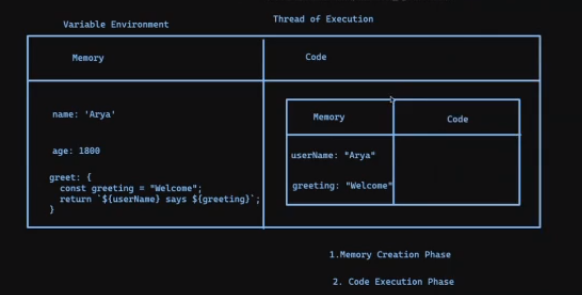 Variable Environment
Thread of Execution
Memory
Code
name: 'Arya'
age: 1800
greet: {
const greeting = "Welcome";
return `${userName} says ${greeting}`;
}
Memory
Code
userName: "Arya"
greeting: "Welcome"
1.Memory Creation Phase
2. Code Execution Phase